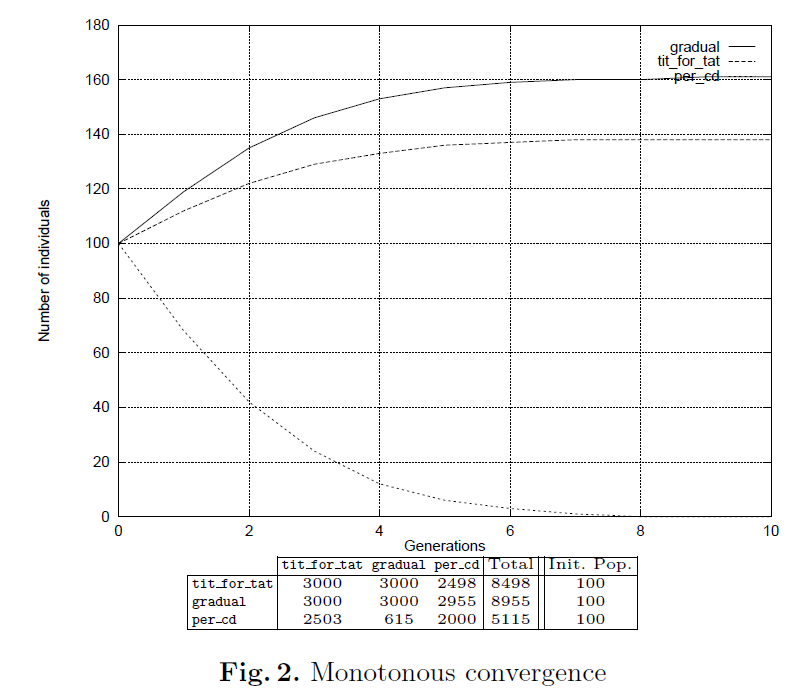 180
160
140
120
100
80
60
40
20
0
Number of individuals
gradual
tit_for_tat
per_cd
0 2 4 6 8 10
Generations
tit_for_tat gradual per_cd Total Init. Pop.
tit_for_tat 3000 3000 2498 8498 100
gradual 3000 3000 2955 8955 100
per_cd 2503 615 2000 5115 100
Fig. 2. Monotonous convergence